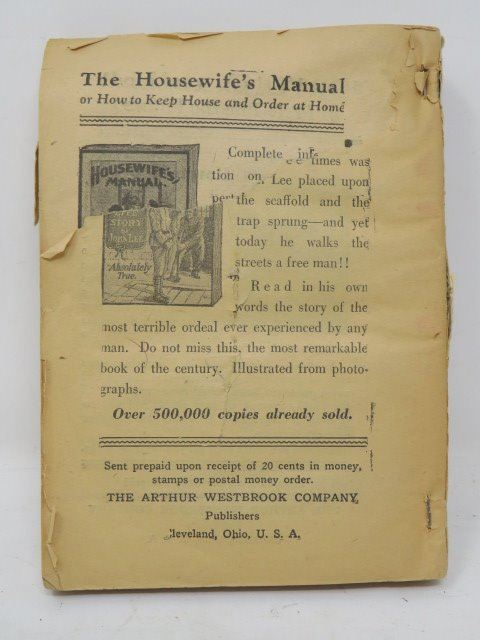 The Housewife's Manual
or How to Keep House and Order at Home
HOUSEWIFE'S
MANUAL
STORY
JOHN LEE
Absolutely
True.
Complete inf
e times was
tion on Lee placed upon
pert the scaffold and the
trap sprung—and yet
today he walks the
streets a free man!!
Read in his own
words the story of the
most terrible ordeal ever experienced by any
man. Do not miss this, the most remarkable
book of the century. Illustrated from photo-
graphs.
Over 500,000 copies already sold.
Sent prepaid upon receipt of 20 cents in money,
stamps or postal money order.
THE ARTHUR WESTBROOK COMPANY
Publishers
Cleveland, Ohio, U. S. A.